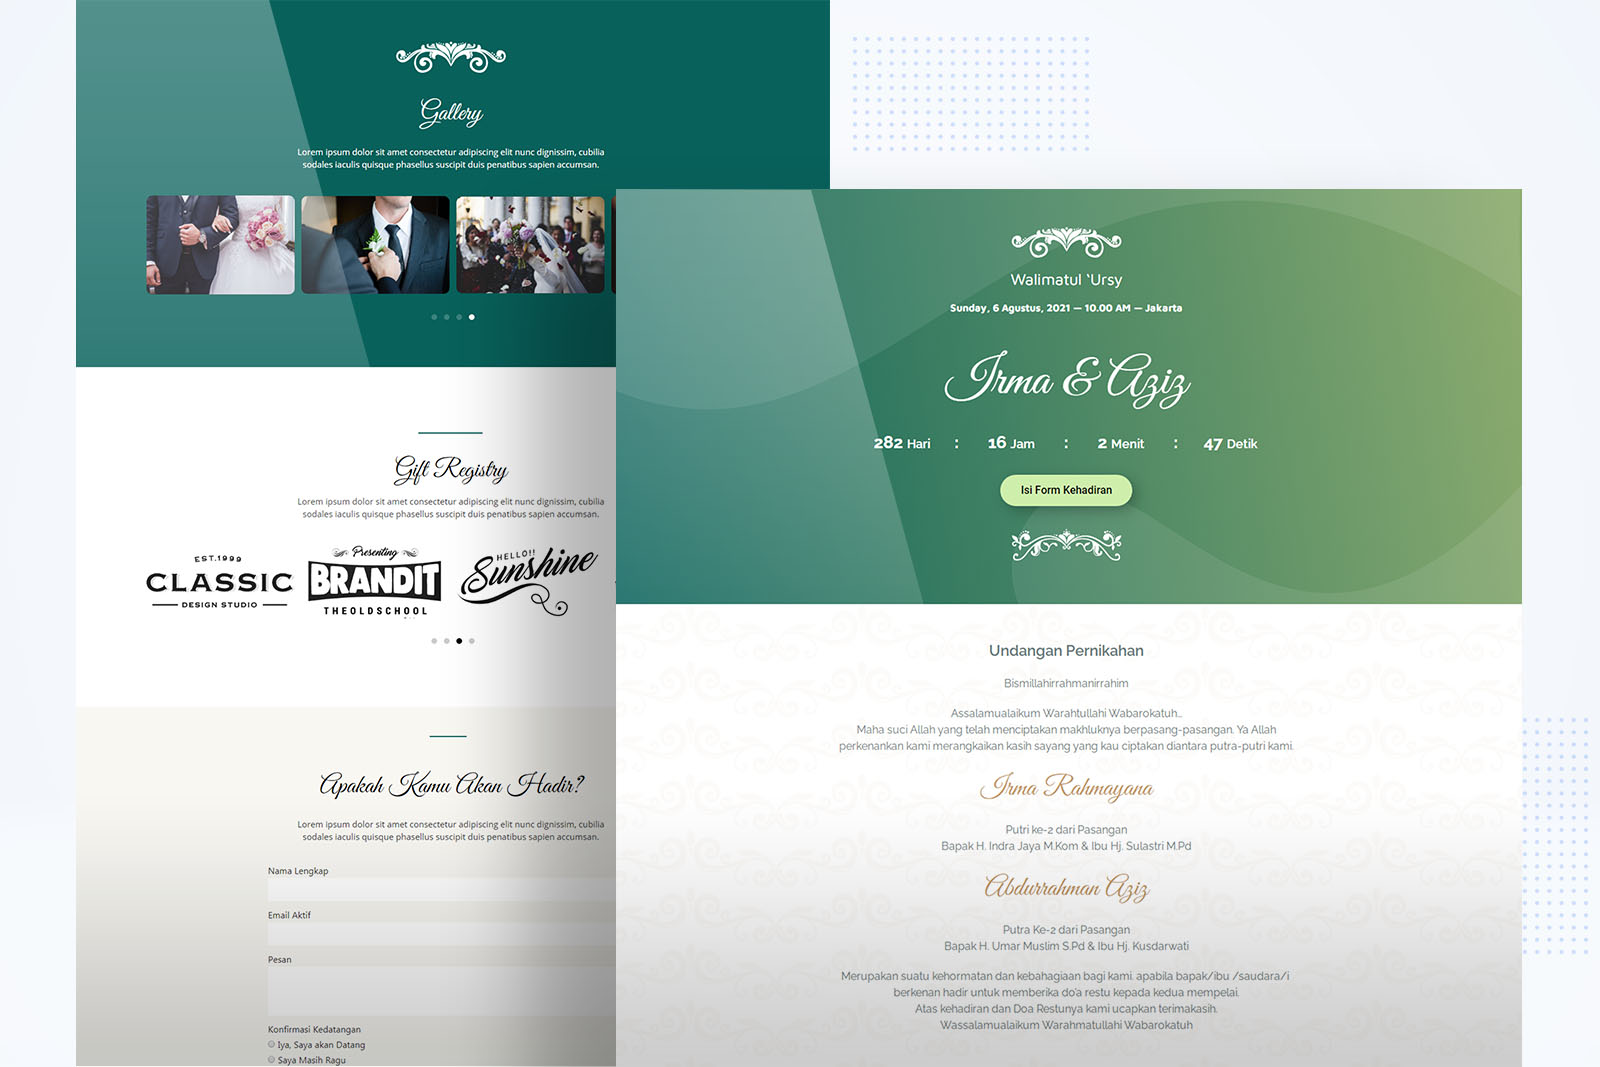 Gallery
Lorem ipsum dolor sit amet consectetur adipiscing elit nunc dignissim, cubilia
sodales iaculis quisque phasellus suscipit duis penatibus sapien accumsan.
Gift Registry
Lorem ipsum dolor sit amet consectetur adipiscing elit nunc dignissim, cubilia
sodales iaculis quisque phasellus suscipit duis penatibus sapien accumsan.
EST.1999
CLASSIC
DESIGN STUDIO
Presenting
BRANDIT
THEOLDSCHOOL
HELLO!!
Sunshine
Apakah Kamu Akan Hadir?
Lorem ipsum dolor sit amet consectetur adipiscing elit nunc dignissim, cubilia
sodales iaculis quisque phasellus suscipit duis penatibus sapien accumsan.
Nama Lengkap
Email Aktif
Pesan
Konfirmasi Kedatangan
Iya, Saya akan Datang
Saya Masih Ragu
Walimatul ‘Ursy
Sunday, 6 Agustus, 2021 — 10.00 AM — Jakarta
Irma & Aziz
282 Hari : 16 Jam : 2 Menit : 47 Detik
Isi Form Kehadiran
Undangan Pernikahan
Bismillahirrahmanirrahim
Assalamualaikum Warahtullahi Wabarokatuh...
Maha suci Allah yang telah menciptakan makhluknya berpasang-pasangan. Ya Allah
perkenankan kami merangkaikan kasih sayang yang kau ciptakan diantara putra-putri kami.
Irma Rahmayana
Putri ke-2 dari Pasangan
Bapak H. Indra Jaya M.Kom & Ibu Hj. Sulastri M.Pd
Abdurrahman Aziz
Putra Ke-2 dari Pasangan
Bapak H. Umar Muslim S.Pd & Ibu Hj. Kusdarwati
Merupakan suatu kehormatan dan kebahagiaan bagi kami. apabila bapak/ibu /saudara/i
berkenan hadir untuk memberika do'a restu kepada kedua mempelai.
Atas kehadiran dan Doa Restunya kami ucapkan terimakasih.
Wassalamualaikum Warahmatullahi Wabarokatuh